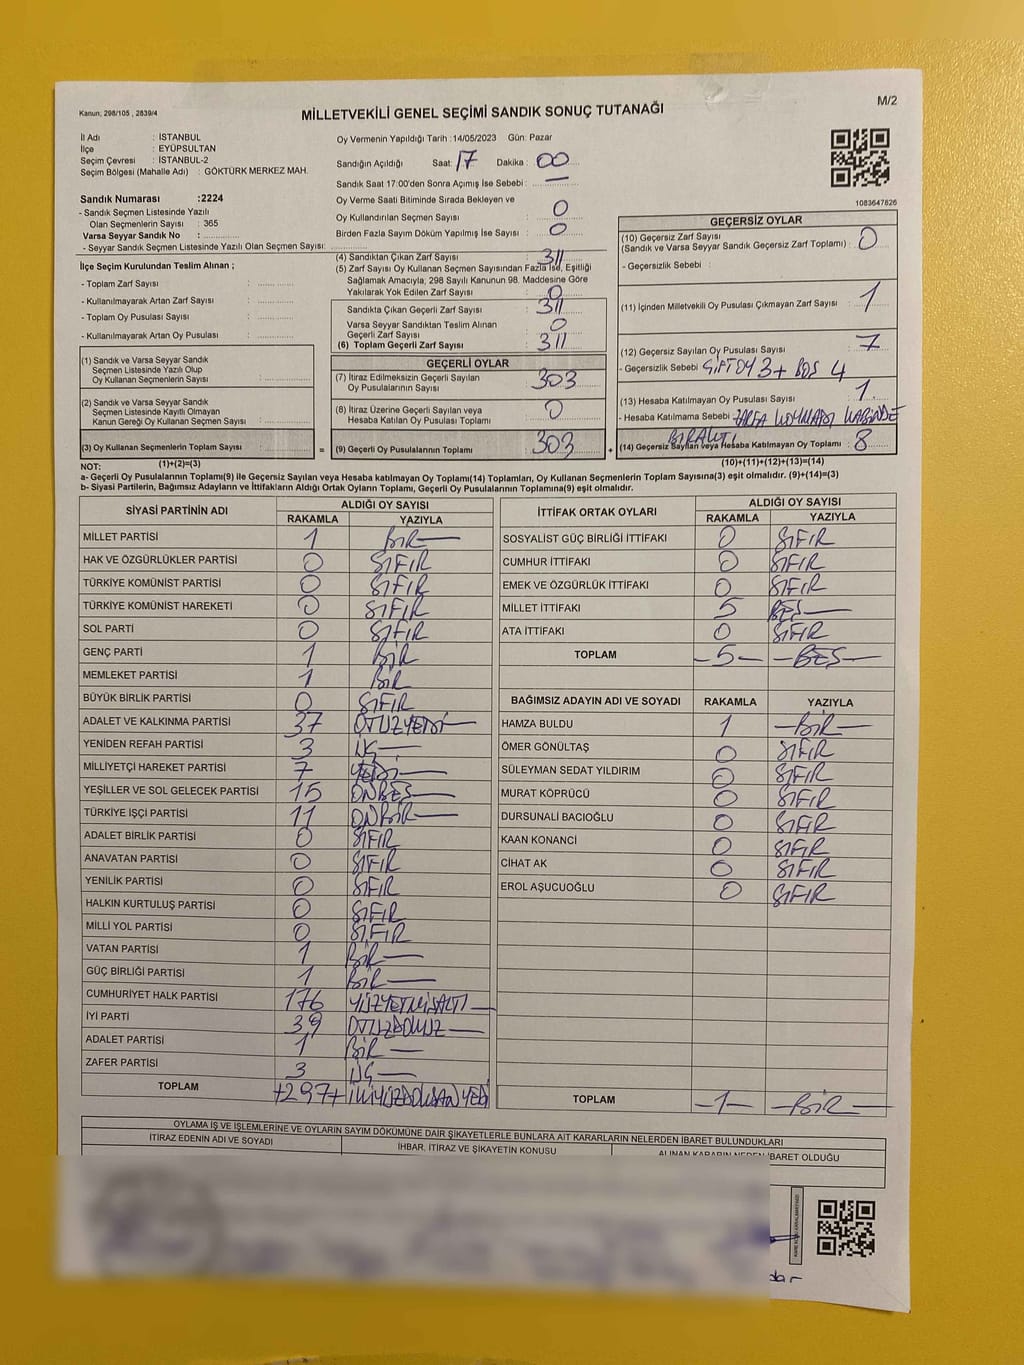 Kanun; 298/105 , 2839/4
MİLLETVEKİLİ GENEL SEÇİMİ SANDIK SONUÇ TUTANAĞI
M/2
İl Adı : İSTANBUL
İlçe : EYÜPSULTAN
Seçim Çevresi : İSTANBUL-2
Seçim Bölgesi (Mahalle Adı) : GÖKTÜRK MERKEZ MAH.
Sandık Numarası :2224
- Sandık Seçmen Listesinde Yazılı
Olan Seçmenlerin Sayısı : 365
Varsa Seyyar Sandık No :
- Seyyar Sandık Seçmen Listesinde Yazılı Olan Seçmen Sayısı:
Oy Vermenin Yapıldığı Tarih :14/05/2023 Gün: Pazar
Sandığın Açıldığı Saat: 17 Dakika : 00
Sandık Saat 17:00'den Sonra Açımış İse Sebebi : —
Oy Verme Saati Bitiminde Sırada Bekleyen ve
Oy Kullandırılan Seçmen Sayısı : 0
Birden Fazla Sayım Döküm Yapılmış İse Sayısı : 0
1083647826
İlçe Seçim Kurulundan Teslim Alınan ;
- Toplam Zarf Sayısı :
- Kullanılmayarak Artan Zarf Sayısı :
- Toplam Oy Pusulası Sayısı :
- Kullanılmayarak Artan Oy Pusulası :
(1) Sandık ve Varsa Seyyar Sandık
Seçmen Listesinde Yazılı Olup
Oy Kullanan Seçmenlerin Sayısı :
(2) Sandık ve Varsa Seyyar Sandık
Seçmen Listesinde Kayıtlı Olmayan
Kanun Gereği Oy Kullanan Seçmen Sayısı :
(3) Oy Kullanan Seçmenlerin Toplam Sayısı :
(4) Sandıktan Çıkan Zarf Sayısı : 311
(5) Zarf Sayısı Oy Kullanan Seçmen Sayısından Fazla İse, Eşitliği
Sağlamak Amacıyla, 298 Sayılı Kanunun 98. Maddesine Göre
Yakılarak Yok Edilen Zarf Sayısı : 0
Sandıkta Çıkan Geçerli Zarf Sayısı : 311
Varsa Seyyar Sandıktan Teslim Alınan
Geçerli Zarf Sayısı : 0
(6) Toplam Geçerli Zarf Sayısı : 311
GEÇERLİ OYLAR
(7) İtiraz Edilmeksizin Geçerli Sayılan
Oy Pusulalarının Sayısı : 303
(8) İtiraz Üzerine Geçerli Sayılan veya
Hesaba Katılan Oy Pusulası Toplamı : 0
= (9) Geçerli Oy Pusulalarının Toplamı : 303 +
GEÇERSİZ OYLAR
(10) Geçersiz Zarf Sayısı
(Sandık ve Varsa Seyyar Sandık Geçersiz Zarf Toplamı) : 0
- Geçersizlik Sebebi :
(11) İçinden Milletvekili Oy Pusulası Çıkmayan Zarf Sayısı : 1
(12) Geçersiz Sayılan Oy Pusulası Sayısı : 7
- Geçersizlik Sebebi ÇİFT OY 3 + BOŞ 4
(13) Hesaba Katılmayan Oy Pusulası Sayısı : 1
- Hesaba Katılmama Sebebi : ZARFA KOYMADI KABİNDE
BIRAKTI
(14) Geçersiz Sayılan veya Hesaba Katılmayan Oy Toplamı : 8
NOT: (1)+(2)=(3)
(10)+(11)+(12)+(13)=(14)
a- Geçerli Oy Pusulalarının Toplamı(9) ile Geçersiz Sayılan veya Hesaba katılmayan Oy Toplamı(14) Toplamları, Oy Kullanan Seçmenlerin Toplam Sayısına(3) eşit olmalıdır. (9)+(14)=(3)
b- Siyasi Partilerin, Bağımsız Adayların ve İttifakların Aldığı Ortak Oyların Toplamı, Geçerli Oy Pusulalarının Toplamına(9) eşit olmalıdır.
SİYASİ PARTİNİN ADI ALDIĞI OY SAYISI
RAKAMLA YAZIYLA
MİLLET PARTİSİ 1 BİR
HAK VE ÖZGÜRLÜKLER PARTİSİ 0 SIFIR
TÜRKİYE KOMÜNİST PARTİSİ 0 SIFIR
TÜRKİYE KOMÜNİST HAREKETİ 0 SIFIR
SOL PARTİ 0 SIFIR
GENÇ PARTİ 1 BİR
MEMLEKET PARTİSİ 1 BİR
BÜYÜK BİRLİK PARTİSİ 0 SIFIR
ADALET VE KALKINMA PARTİSİ 37 OTUZYEDİ
YENİDEN REFAH PARTİSİ 3 ÜÇ
MİLLİYETÇİ HAREKET PARTİSİ 7 YEDİ
YEŞİLLER VE SOL GELECEK PARTİSİ 15 ONBEŞ
TÜRKİYE İŞÇİ PARTİSİ 11 ONBİR
ADALET BİRLİK PARTİSİ 0 SIFIR
ANAVATAN PARTİSİ 0 SIFIR
YENİLİK PARTİSİ 0 SIFIR
HALKIN KURTULUŞ PARTİSİ 0 SIFIR
MİLLİ YOL PARTİSİ 0 SIFIR
VATAN PARTİSİ 1 BİR
GÜÇ BİRLİĞİ PARTİSİ 1 BİR
CUMHURİYET HALK PARTİSİ 176 YÜZYETMİŞALTI
İYİ PARTİ 39 OTUZDOKUZ
ADALET PARTİSİ 1 BİR
ZAFER PARTİSİ 3 ÜÇ
TOPLAM +297+ İKİYÜZDOKSANYEDİ
İTTİFAK ORTAK OYLARI ALDIĞI OY SAYISI
RAKAMLA YAZIYLA
SOSYALİST GÜÇ BİRLİĞİ İTTİFAKI 0 SIFIR
CUMHUR İTTİFAKI 0 SIFIR
EMEK VE ÖZGÜRLÜK İTTİFAKI 0 SIFIR
MİLLET İTTİFAKI 5 BEŞ
ATA İTTİFAKI 0 SIFIR
TOPLAM -5- -BEŞ-
BAĞIMSIZ ADAYIN ADI VE SOYADI RAKAMLA YAZIYLA
HAMZA BULDU 1 -BİR-
ÖMER GÖNÜLTAŞ 0 SIFIR
SÜLEYMAN SEDAT YILDIRIM 0 SIFIR
MURAT KÖPRÜCÜ 0 SIFIR
DURSUNALİ BACIOĞLU 0 SIFIR
KAAN KONANCİ 0 SIFIR
CİHAT AK 0 SIFIR
EROL AŞUCUOĞLU 0 SIFIR
TOPLAM -1- -BİR-
OYLAMA İŞ VE İŞLEMLERİNE VE OYLARIN SAYIM DÖKÜMÜNE DAİR ŞİKAYETLERLE BUNLARA AİT KARARLARIN NELERDEN İBARET BULUNDUKLARI
İTİRAZ EDENİN ADI VE SOYADI İHBAR, İTİRAZ VE ŞİKAYETİN KONUSU ALINAN KARARIN NEDEN İBARET OLDUĞU